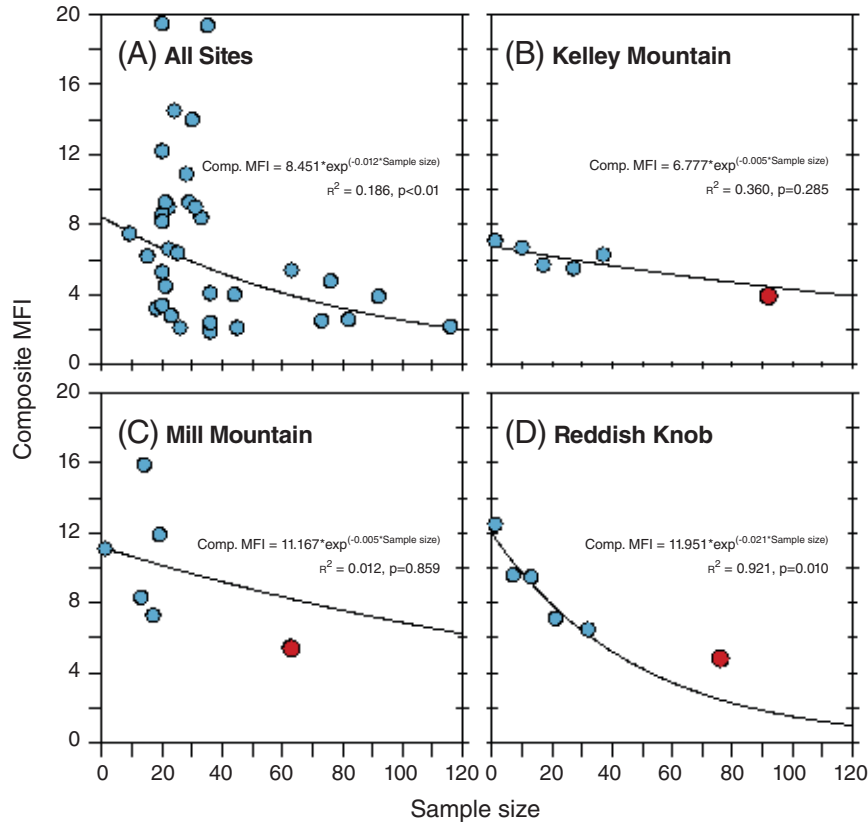 20
16
12
8
4
0
(A) All Sites
Comp. MFI = 8.451*exp(-0.012*Sample size)
R2 = 0.186, p<0.01
(B) Kelley Mountain
Comp. MFI = 6.777*exp(-0.005*Sample size)
R2 = 0.360, p=0.285
Composite MFI
20
16
12
8
4
0
(C) Mill Mountain
Comp. MFI = 11.167*exp(-0.005*Sample size)
R2 = 0.012, p=0.859
(D) Reddish Knob
Comp. MFI = 11.951*exp(-0.021*Sample size)
R2 = 0.921, p=0.010
0 20 40 60 80 100 120
0 20 40 60 80 100 120
Sample size